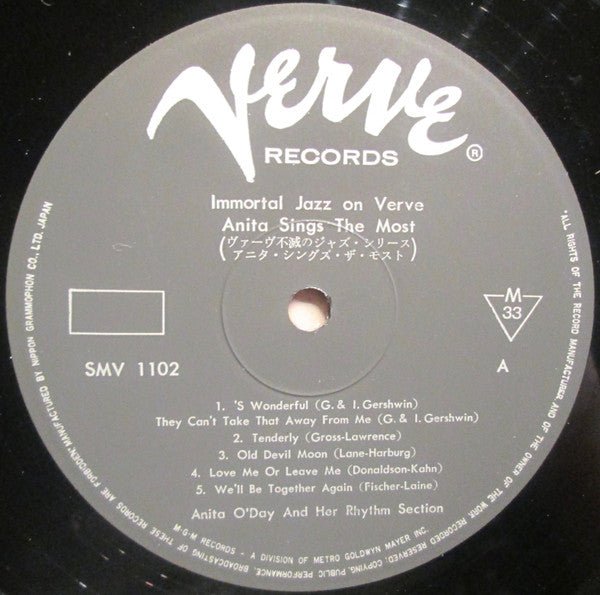 Verve
RECORDS ®
Immortal Jazz on Verve
Anita Sings The Most
(ヴァーヴ不滅のジャズ・シリース
アニタ・シングズ・ザ・モスト)
SMV 1102
M
33
A
1. 'S Wonderful (G. & I. Gershwin)
They Can't Take That Away From Me (G. & I. Gershwin)
2. Tenderly (Gross-Lawrence)
3. Old Devil Moon (Lane-Harburg)
4. Love Me Or Leave Me (Donaldson-Kahn)
5. We'll Be Together Again (Fischer-Laine)
Anita O'Day And Her Rhythm Section
M·G·M RECORDS - A DIVISION OF METRO GOLDWYN MAYER INC.
"ALL RIGHTS OF THE RECORD MANUFACTURER AND OF THE OWNER OF THE WORK RECORDED RESERVED. COPYING, PUBLIC PERFORMANCE, BROADCASTING OF THESE RECORDS ARE FORBIDDEN" MANUFACTURED BY NIPPON GRAMMOPHON CO., LTD. JAPAN